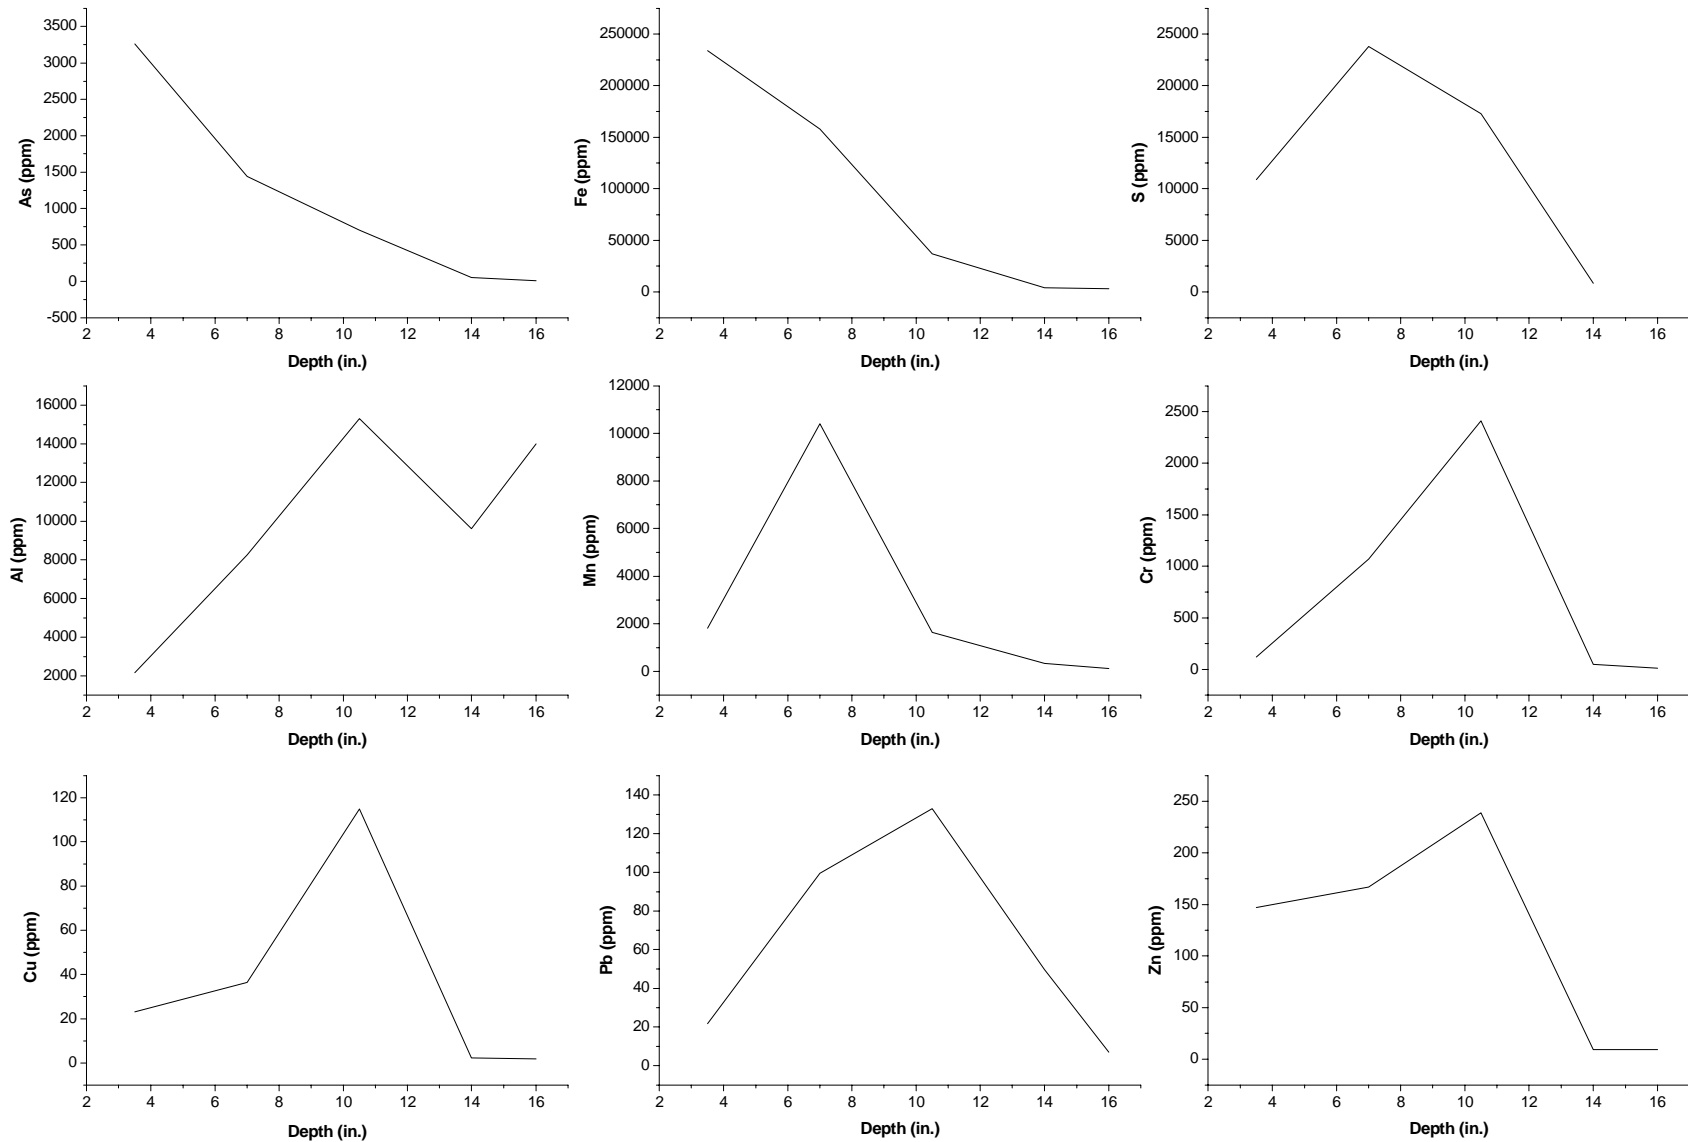 3500
3000
2500
2000
1500
1000
500
0
-500
As (ppm)
2 4 6 8 10 12 14 16
Depth (in.)
250000
200000
150000
100000
50000
0
Fe (ppm)
2 4 6 8 10 12 14 16
Depth (in.)
25000
20000
15000
10000
5000
0
S (ppm)
2 4 6 8 10 12 14 16
Depth (in.)
16000
14000
12000
10000
8000
6000
4000
2000
Al (ppm)
2 4 6 8 10 12 14 16
Depth (in.)
12000
10000
8000
6000
4000
2000
0
Mn (ppm)
2 4 6 8 10 12 14 16
Depth (in.)
2500
2000
1500
1000
500
0
Cr (ppm)
2 4 6 8 10 12 14 16
Depth (in.)
120
100
80
60
40
20
0
Cu (ppm)
2 4 6 8 10 12 14 16
Depth (in.)
140
120
100
80
60
40
20
0
Pb (ppm)
2 4 6 8 10 12 14 16
Depth (in.)
250
200
150
100
50
0
Zn (ppm)
2 4 6 8 10 12 14 16
Depth (in.)